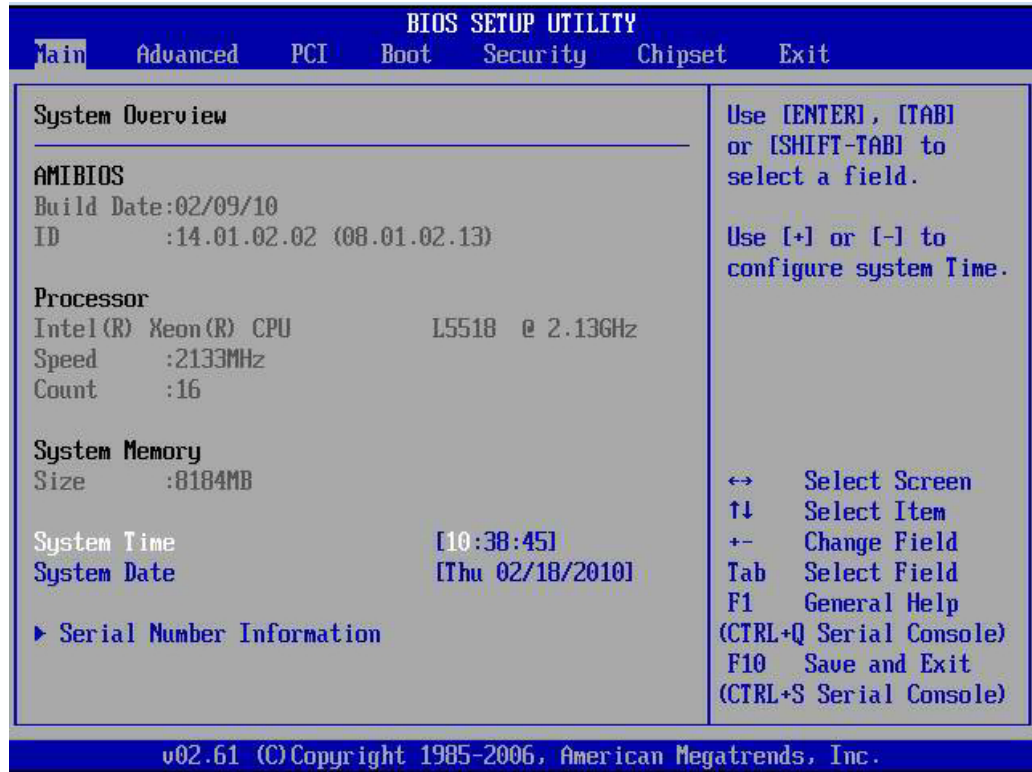 BIOS SETUP UTILITY
Main Advanced PCI Boot Security Chipset Exit
System Overview
AMIBIOS
Build Date:02/09/10
ID :14.01.02.02 (08.01.02.13)
Processor
Intel(R) Xeon(R) CPU L5518 @ 2.13GHz
Speed :2133MHz
Count :16
System Memory
Size :8184MB
System Time [10:38:45]
System Date [Thu 02/18/2010]
▶ Serial Number Information
Use [ENTER], [TAB]
or [SHIFT-TAB] to
select a field.
Use [+] or [-] to
configure system Time.
↔ Select Screen
↑↓ Select Item
+- Change Field
Tab Select Field
F1 General Help
(CTRL+Q Serial Console)
F10 Save and Exit
(CTRL+S Serial Console)
v02.61 (C)Copyright 1985-2006, American Megatrends, Inc.